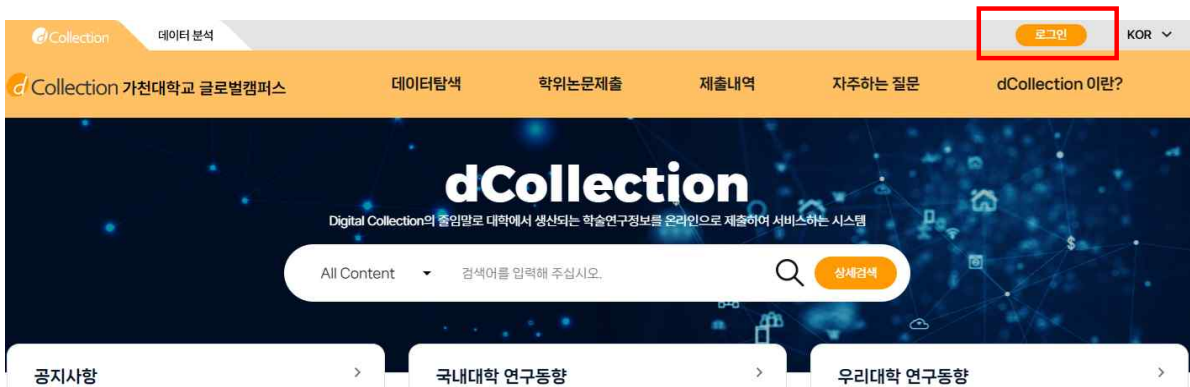 dCollection 데이터 분석 로그인 KOR
dCollection 가천대학교 글로벌캠퍼스 데이터탐색 학위논문제출 제출내역 자주하는 질문 dCollection 이란?
dCollection
Digital Collection의 줄임말로 대학에서 생산되는 학술연구정보를 온라인으로 제출하여 서비스하는 시스템
All Content 검색어를 입력해 주십시오. 상세검색
공지사항 국내대학 연구동향 우리대학 연구동향